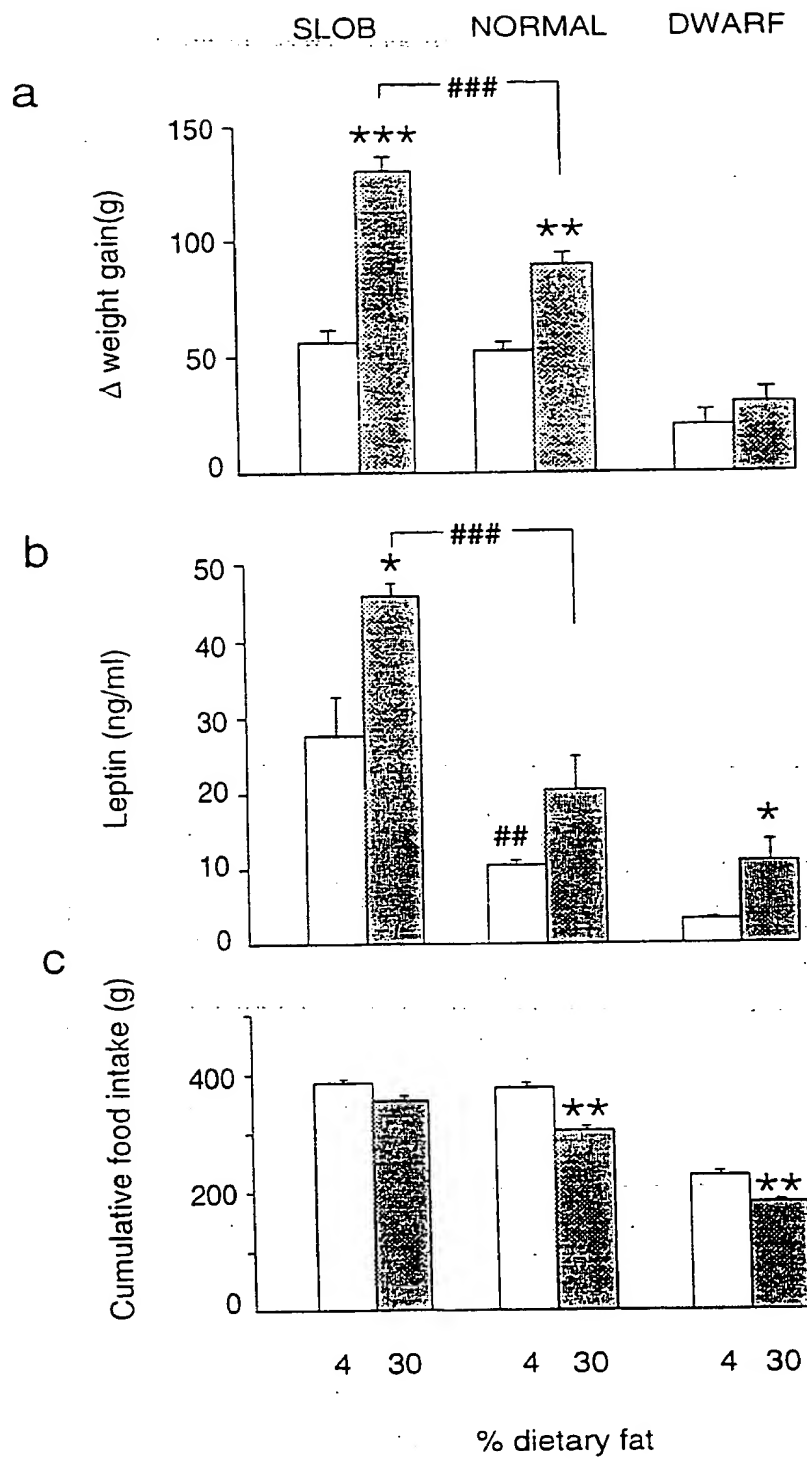 SLOB NORMAL DWARF
a
###
150
***
100
**
50
0
Δ weight gain(g)
b
###
50
*
40
30
20
##
*
10
0
Leptin (ng/ml)
c
400
**
200
**
0
Cumulative food intake (g)
4 30 4 30 4 30
% dietary fat